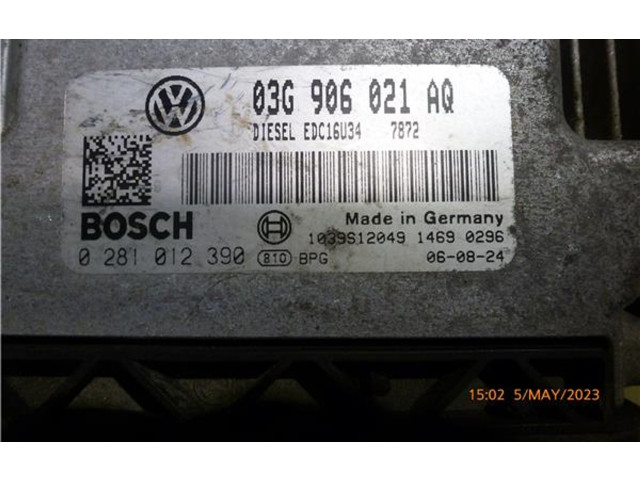 03G 906 021 AQ
DIESEL EDC16U34 7872
BOSCH
Made in Germany
1039S12049 1469 0296
0 281 012 390 810 BPG 06-08-24
15:02 5/MAY/2023